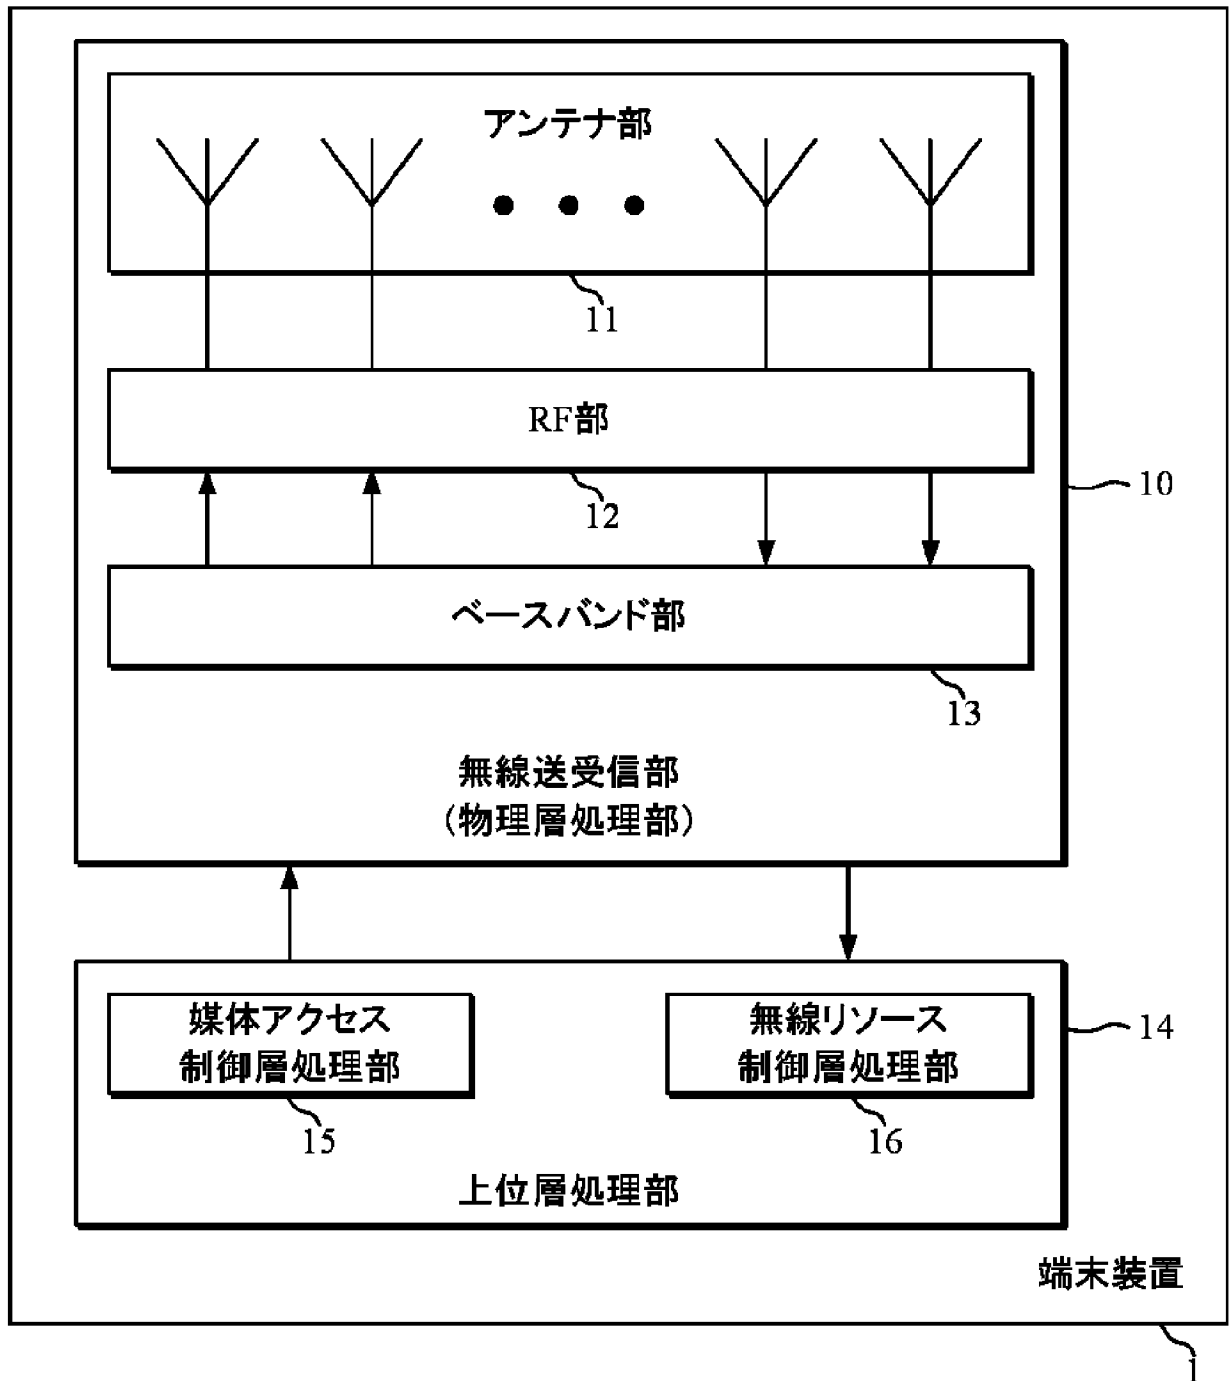 アンテナ部
11
RF部
12
10
ベースバンド部
13
無線送受信部
(物理層処理部)
媒体アクセス
制御層処理部
無線リソース
制御層処理部
14
15
16
上位層処理部
端末装置
1